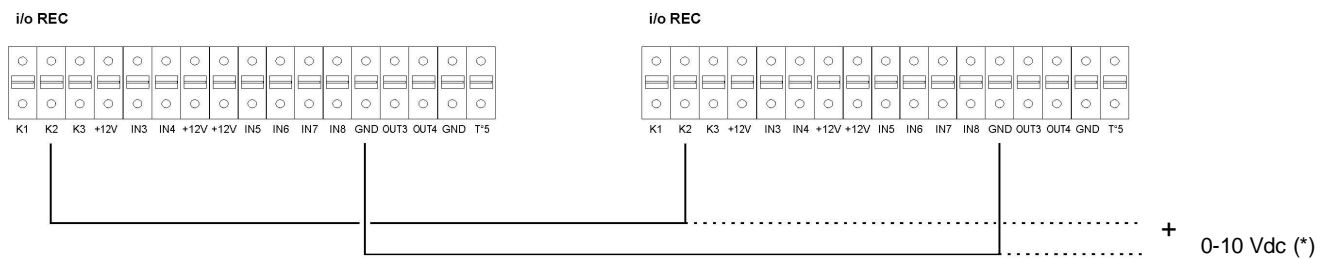 i/o REC i/o REC
K1 K2 K3 +12V IN3 IN4 +12V +12V IN5 IN6 IN7 IN8 GND OUT3 OUT4 GND T°5 K1 K2 K3 +12V IN3 IN4 +12V +12V IN5 IN6 IN7 IN8 GND OUT3 OUT4 GND T°5
+
0-10 Vdc (*)